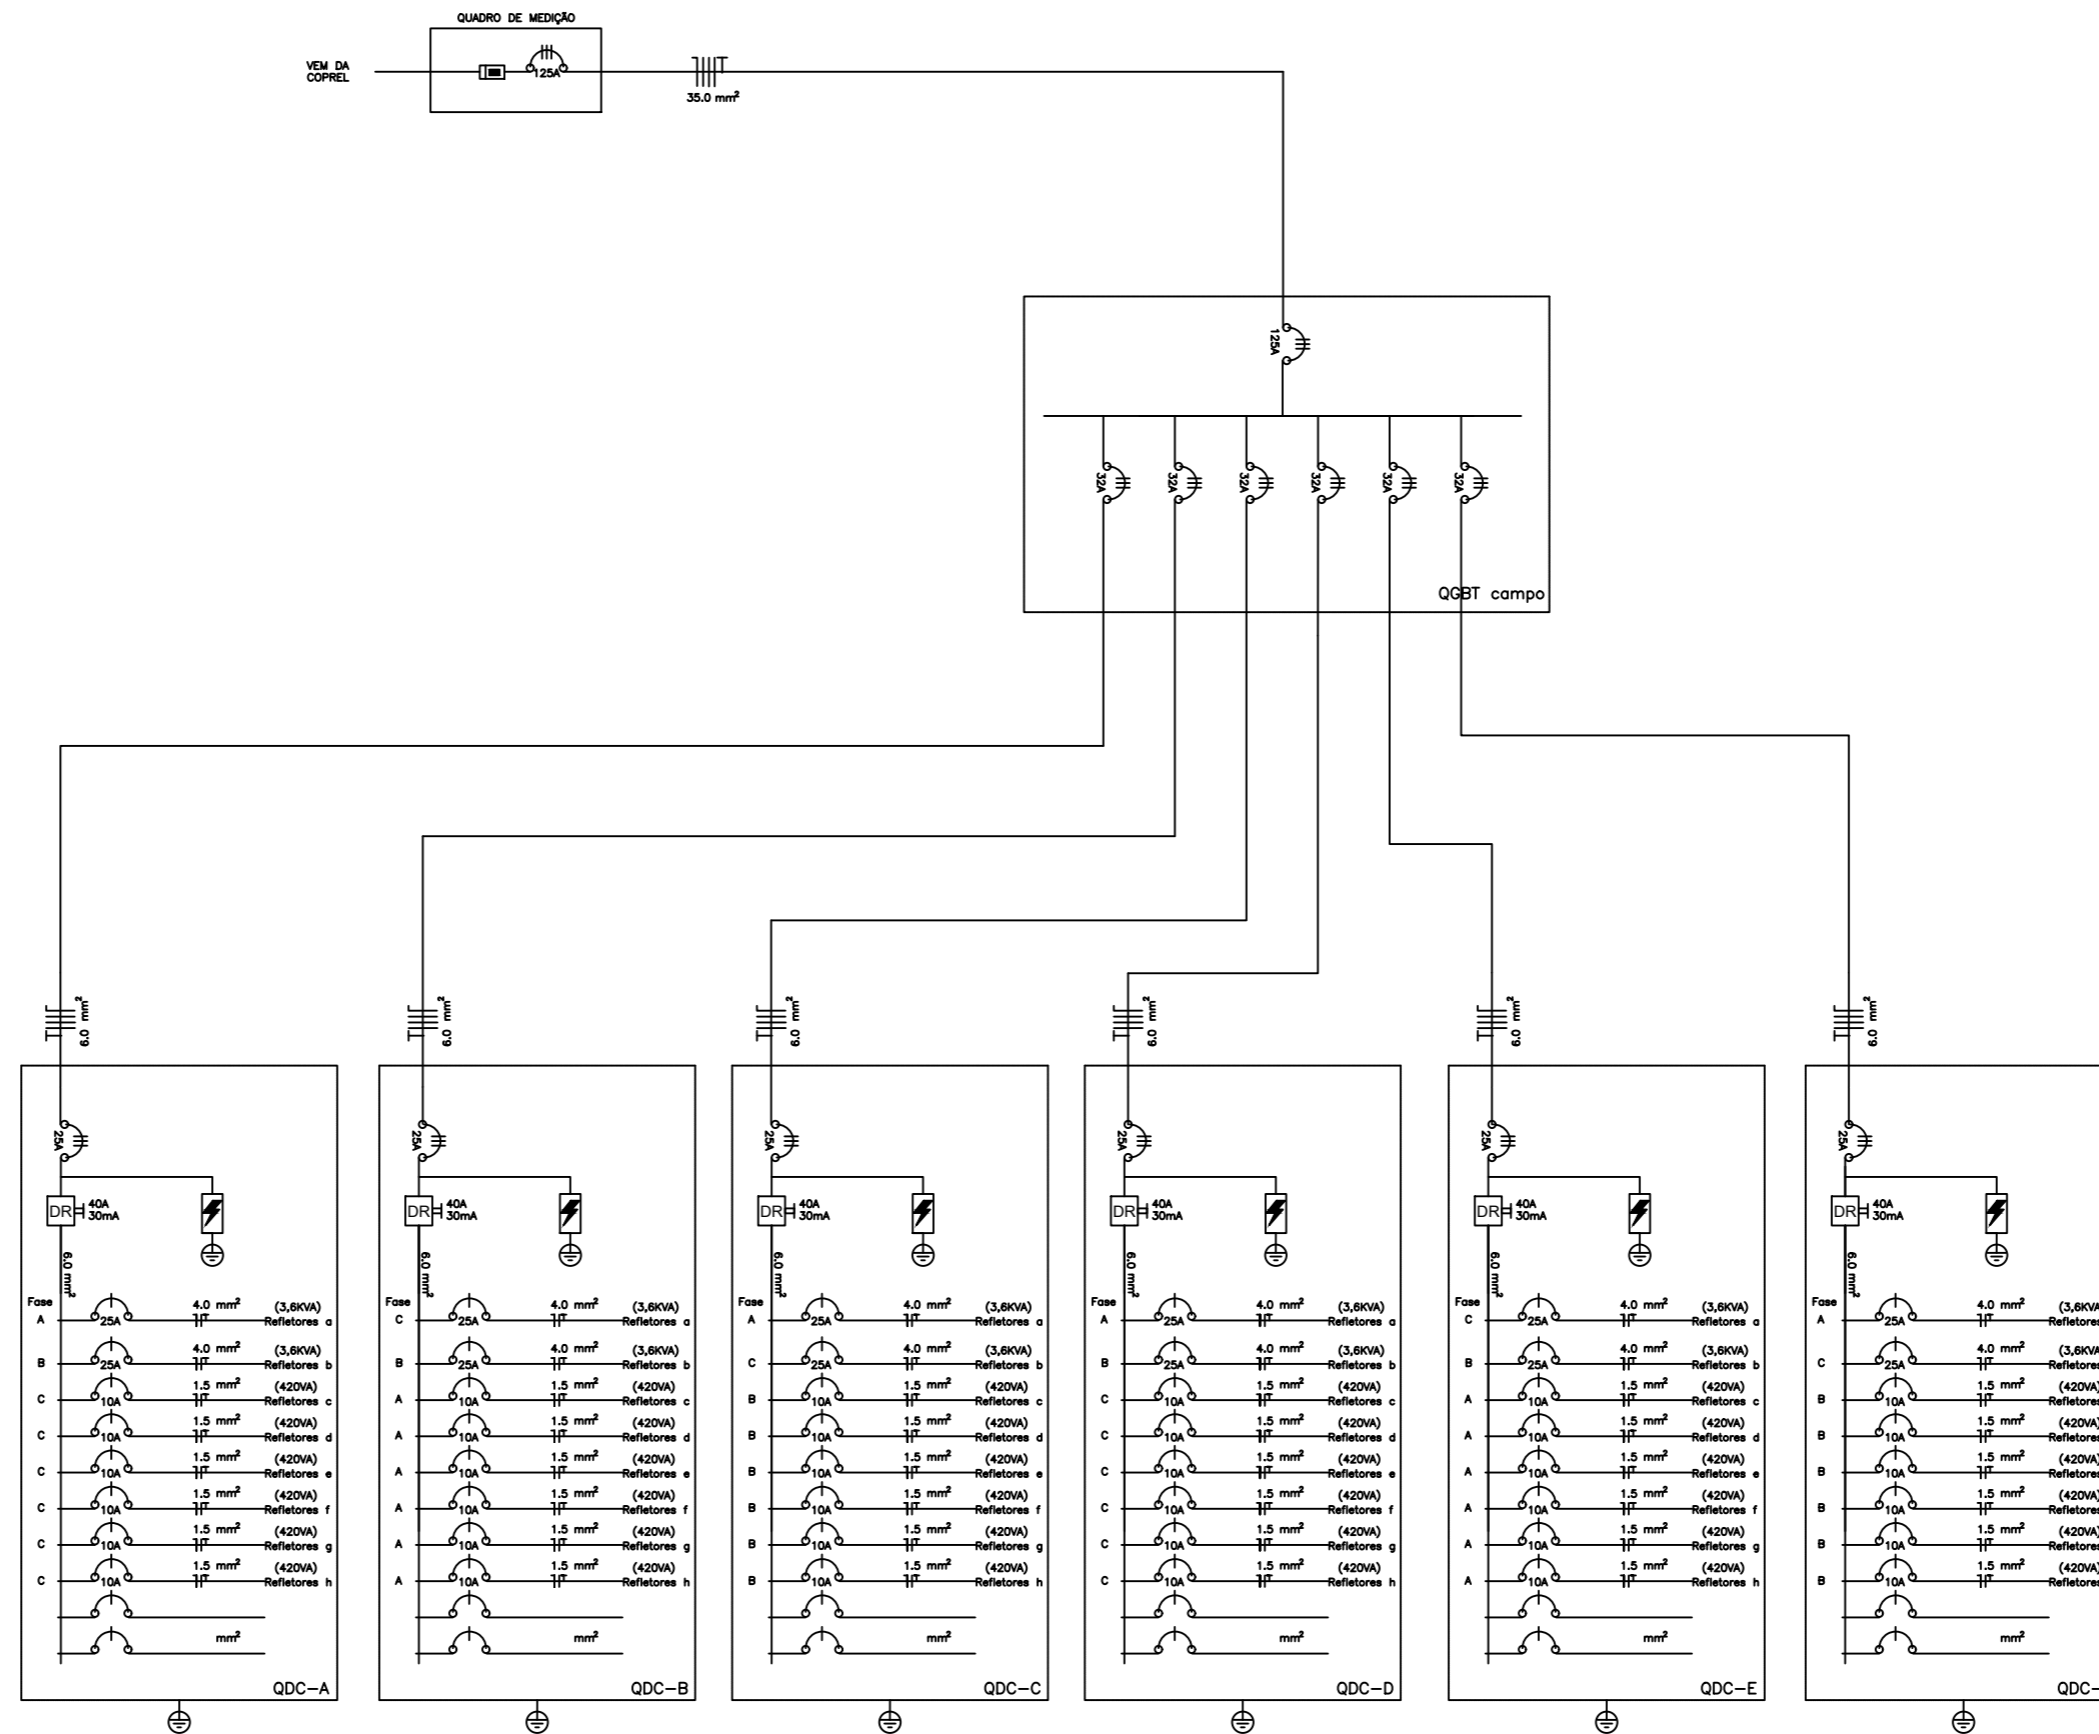 QUADRO DE MEDIÇÃO
VEM DA
COPREL
125A
35.0 mm²
125A
32A 32A 32A 32A 32A 32A
QGBT campo
6.0 mm² 6.0 mm² 6.0 mm² 6.0 mm² 6.0 mm² 6.0 mm²
25A
DR 40A
30mA
6.0 mm²
Fase
A 25A 4.0 mm² (3,6KVA)
Refletores a
B 25A 4.0 mm² (3,6KVA)
Refletores b
C 10A 1.5 mm² (420VA)
Refletores c
C 10A 1.5 mm² (420VA)
Refletores d
C 10A 1.5 mm² (420VA)
Refletores e
C 10A 1.5 mm² (420VA)
Refletores f
C 10A 1.5 mm² (420VA)
Refletores g
C 10A 1.5 mm² (420VA)
Refletores h
mm²
QDC-A
25A
DR 40A
30mA
6.0 mm²
Fase
C 25A 4.0 mm² (3,6KVA)
Refletores a
B 25A 4.0 mm² (3,6KVA)
Refletores b
A 10A 1.5 mm² (420VA)
Refletores c
A 10A 1.5 mm² (420VA)
Refletores d
A 10A 1.5 mm² (420VA)
Refletores e
A 10A 1.5 mm² (420VA)
Refletores f
A 10A 1.5 mm² (420VA)
Refletores g
A 10A 1.5 mm² (420VA)
Refletores h
mm²
QDC-B
25A
DR 40A
30mA
6.0 mm²
Fase
A 25A 4.0 mm² (3,6KVA)
Refletores a
C 25A 4.0 mm² (3,6KVA)
Refletores b
B 10A 1.5 mm² (420VA)
Refletores c
B 10A 1.5 mm² (420VA)
Refletores d
B 10A 1.5 mm² (420VA)
Refletores e
B 10A 1.5 mm² (420VA)
Refletores f
B 10A 1.5 mm² (420VA)
Refletores g
B 10A 1.5 mm² (420VA)
Refletores h
mm²
QDC-C
25A
DR 40A
30mA
6.0 mm²
Fase
A 25A 4.0 mm² (3,6KVA)
Refletores a
B 25A 4.0 mm² (3,6KVA)
Refletores b
C 10A 1.5 mm² (420VA)
Refletores c
C 10A 1.5 mm² (420VA)
Refletores d
C 10A 1.5 mm² (420VA)
Refletores e
C 10A 1.5 mm² (420VA)
Refletores f
C 10A 1.5 mm² (420VA)
Refletores g
C 10A 1.5 mm² (420VA)
Refletores h
mm²
QDC-D
25A
DR 40A
30mA
6.0 mm²
Fase
C 25A 4.0 mm² (3,6KVA)
Refletores a
B 25A 4.0 mm² (3,6KVA)
Refletores b
A 10A 1.5 mm² (420VA)
Refletores c
A 10A 1.5 mm² (420VA)
Refletores d
A 10A 1.5 mm² (420VA)
Refletores e
A 10A 1.5 mm² (420VA)
Refletores f
A 10A 1.5 mm² (420VA)
Refletores g
A 10A 1.5 mm² (420VA)
Refletores h
mm²
QDC-E
25A
DR 40A
30mA
6.0 mm²
Fase
A 25A 4.0 mm² (3,6KVA
Refletores
C 25A 4.0 mm² (3,6KVA
Refletores
B 10A 1.5 mm² (420VA)
Refletores
B 10A 1.5 mm² (420VA)
Refletores
B 10A 1.5 mm² (420VA)
Refletores
B 10A 1.5 mm² (420VA)
Refletores
B 10A 1.5 mm² (420VA)
Refletores
B 10A 1.5 mm² (420VA)
Refletores
mm²
QDC-